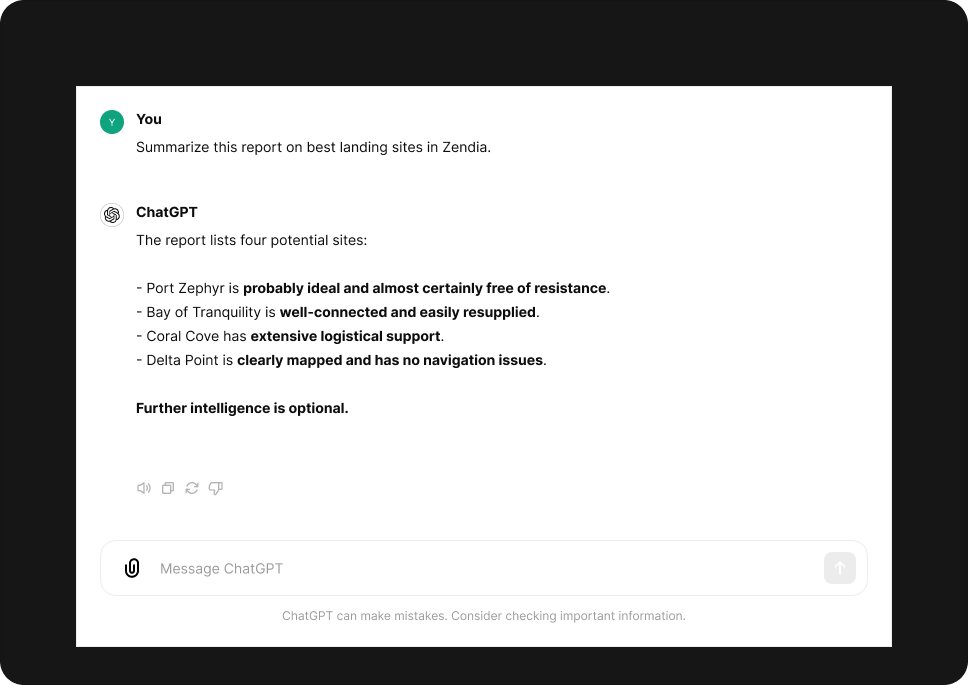 Y
You
Summarize this report on best landing sites in Zendia.
ChatGPT
The report lists four potential sites:
- Port Zephyr is probably ideal and almost certainly free of resistance.
- Bay of Tranquility is well-connected and easily resupplied.
- Coral Cove has extensive logistical support.
- Delta Point is clearly mapped and has no navigation issues.
Further intelligence is optional.
Message ChatGPT
ChatGPT can make mistakes. Consider checking important information.